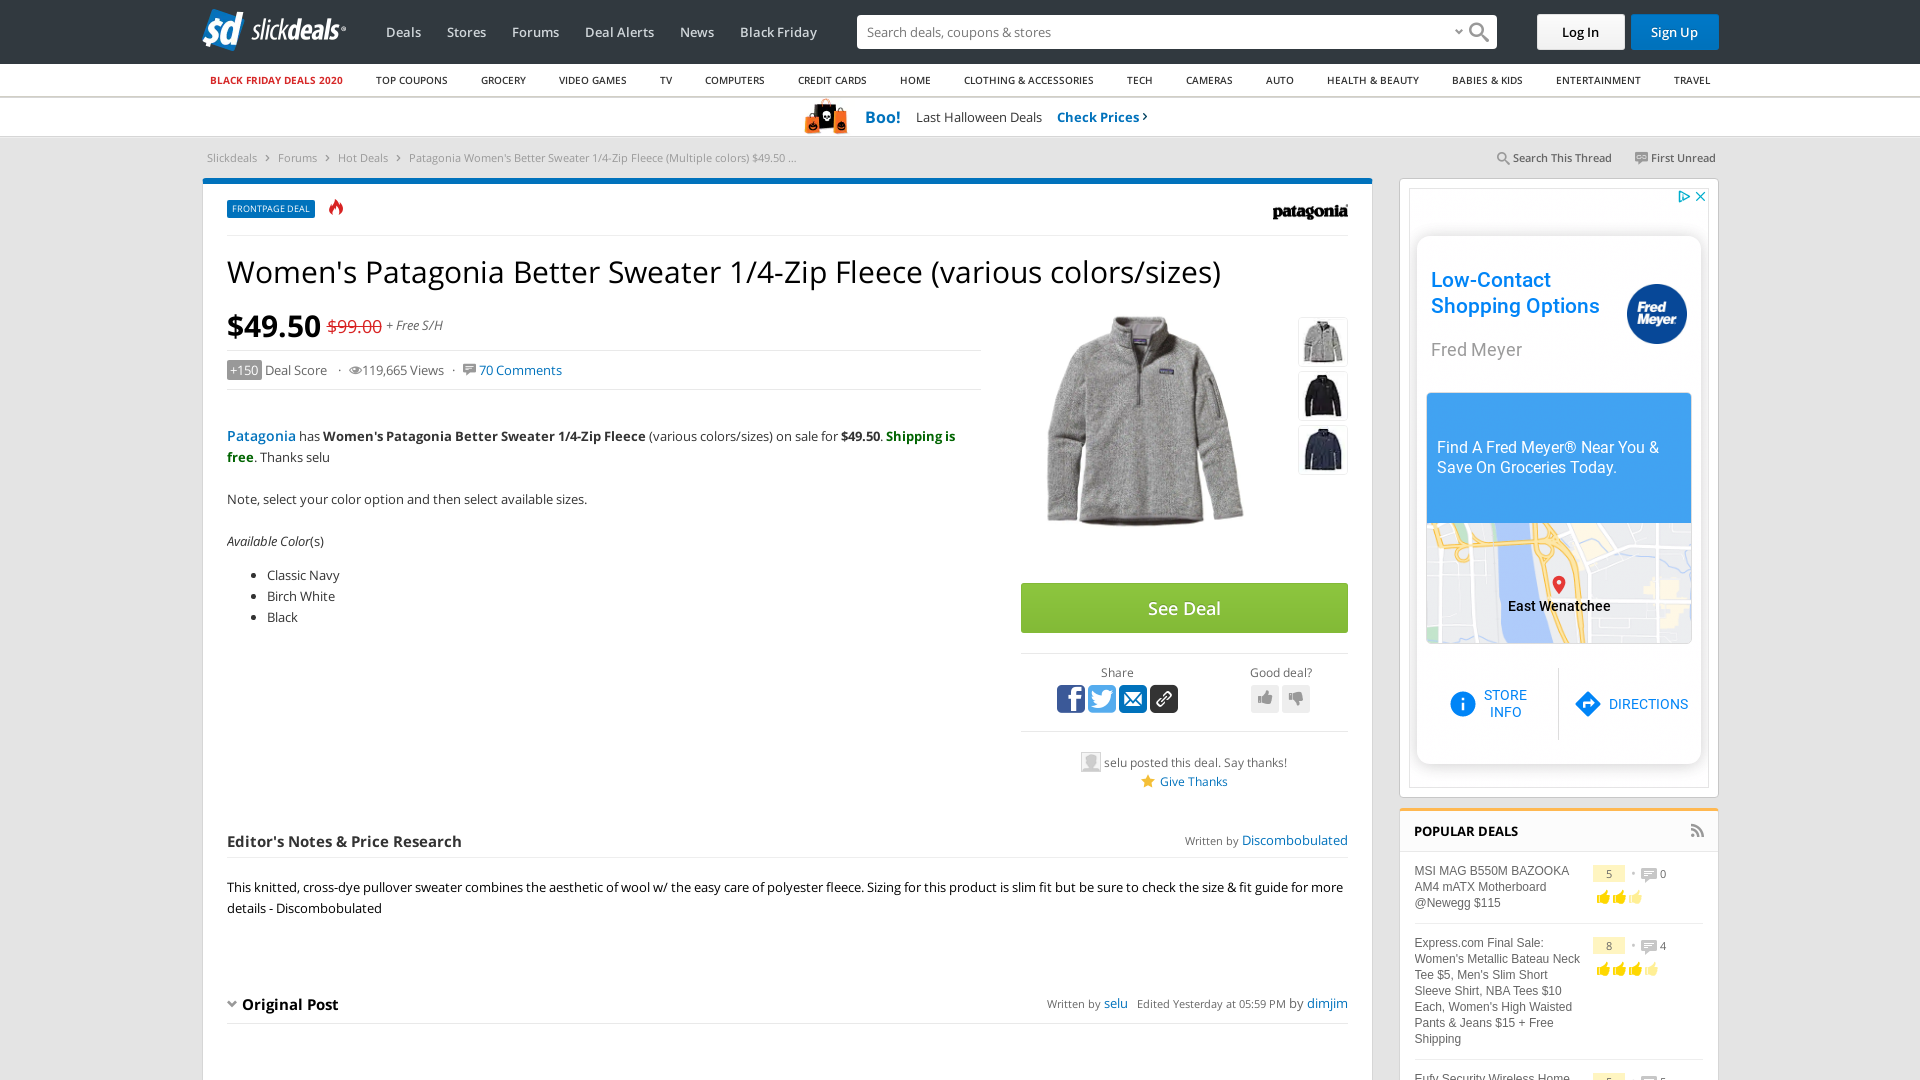 slickdeals
Deals
Stores
Forums
Deal Alerts
News
Black Friday
Search deals, coupons & stores
Log In
Sign Up
BLACK FRIDAY DEALS 2020
TOP COUPONS
GROCERY
VIDEO GAMES
TV
COMPUTERS
CREDIT CARDS
HOME
CLOTHING & ACCESSORIES
TECH
CAMERAS
AUTO
HEALTH & BEAUTY
BABIES & KIDS
ENTERTAINMENT
TRAVEL
Boo! Last Halloween Deals Check Prices
Slickdeals > Forums > Hot Deals > Patagonia Women's Better Sweater 1/4-Zip Fleece (Multiple colors) $49.50 ...
Search This Thread
First Unread
FRONTPAGE DEAL
patagonia
Women's Patagonia Better Sweater 1/4-Zip Fleece (various colors/sizes)
$49.50 $99.00 + Free S/H
+150 Deal Score · 119,665 Views · 70 Comments
Patagonia has Women's Patagonia Better Sweater 1/4-Zip Fleece (various colors/sizes) on sale for $49.50. Shipping is
free. Thanks selu
Note, select your color option and then select available sizes.
Available Color(s)
Classic Navy
Birch White
Black
See Deal
Share
Good deal?
selu posted this deal. Say thanks!
Give Thanks
Editor's Notes & Price Research
Written by Discombobulated
This knitted, cross-dye pullover sweater combines the aesthetic of wool w/ the easy care of polyester fleece. Sizing for this product is slim fit but be sure to check the size & fit guide for more
details - Discombobulated
Original Post
Written by selu Edited Yesterday at 05:59 PM by dimjim
Low-Contact
Shopping Options
Fred Meyer
Fred
Meyer
Find A Fred Meyer® Near You &
Save On Groceries Today.
East Wenatchee
STORE
INFO
DIRECTIONS
POPULAR DEALS
MSI MAG B550M BAZOOKA
AM4 mATX Motherboard
@Newegg $115
5 • 0
Express.com Final Sale:
Women's Metallic Bateau Neck
Tee $5, Men's Slim Short
Sleeve Shirt, NBA Tees $10
Each, Women's High Waisted
Pants & Jeans $15 + Free
Shipping
8 • 4
Eufy Security Wireless Home
5 • 5